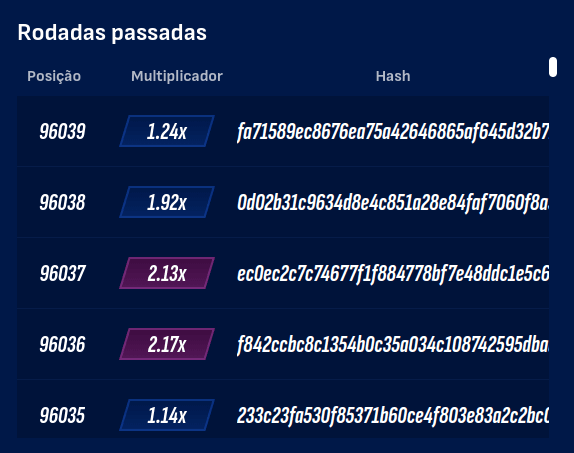 Rodadas passadas
Posição Multiplicador Hash
96039 1.24x fa71589ec8676ea75a42646865af645d32b7
96038 1.92x 0d02b31c9634d8e4c851a28e84faf7060f8a
96037 2.13x ec0ec2c7c74677f1f884778bf7e48ddc1e5c6
96036 2.17x f842ccbc8c1354b0c35a034c108742595dba
96035 1.14x 233c23fa530f85371b60ce4f803e83a2c2bc